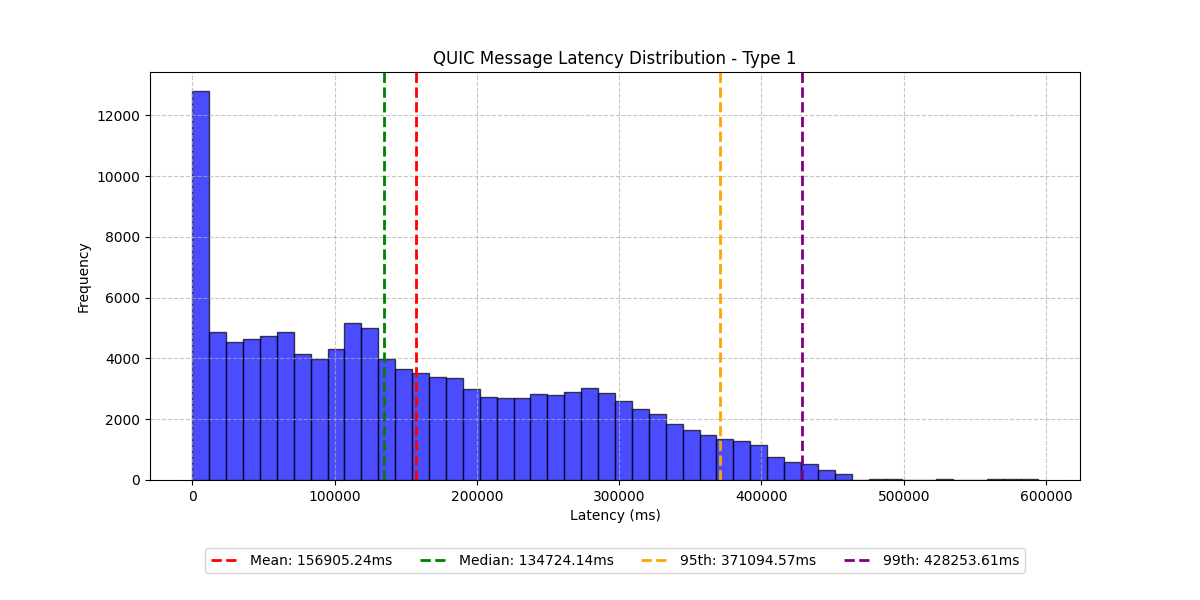 QUIC Message Latency Distribution - Type 1
12000
10000
8000
6000
4000
2000
0
Frequency
0 100000 200000 300000 400000 500000 600000
Latency (ms)
Mean: 156905.24ms Median: 134724.14ms 95th: 371094.57ms 99th: 428253.61ms